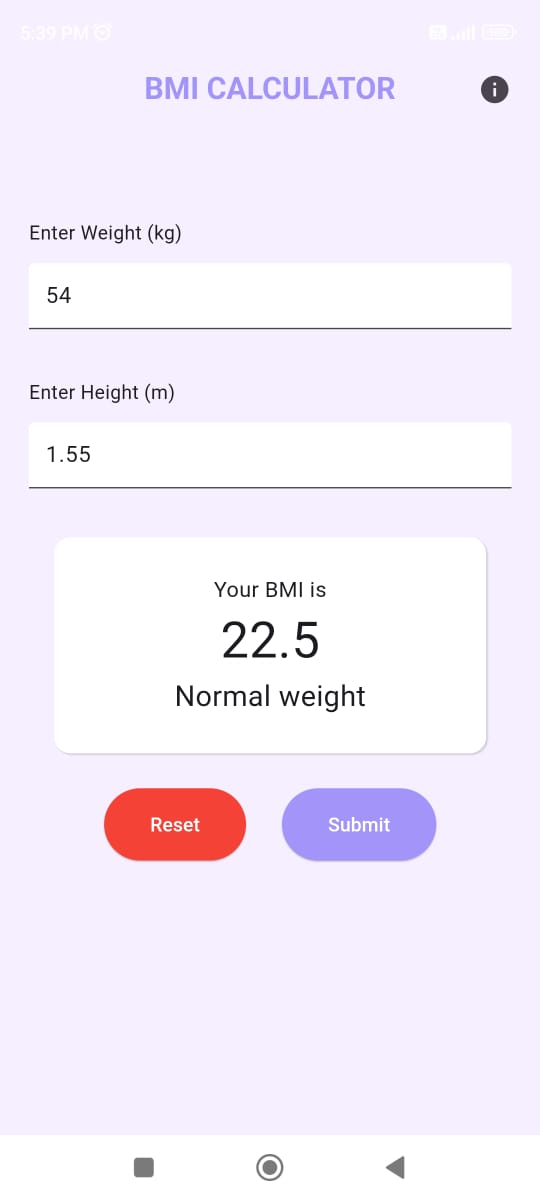 5:39 PM
BMI CALCULATOR
Enter Weight (kg)
54
Enter Height (m)
1.55
Your BMI is
22.5
Normal weight
Reset
Submit